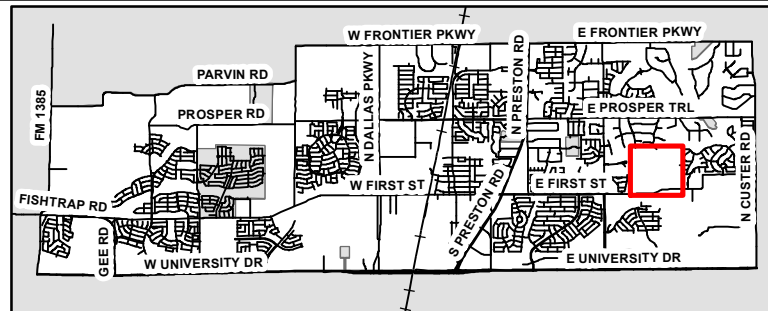 W FRONTIER PKWY
E FRONTIER PKWY
PARVIN RD
FM 1385
PROSPER RD
N DALLAS PKWY
N PRESTON RD
E PROSPER TRL
W FIRST ST
E FIRST ST
N CUSTER RD
FISHTRAP RD
S PRESTON RD
GEE RD
W UNIVERSITY DR
E UNIVERSITY DR